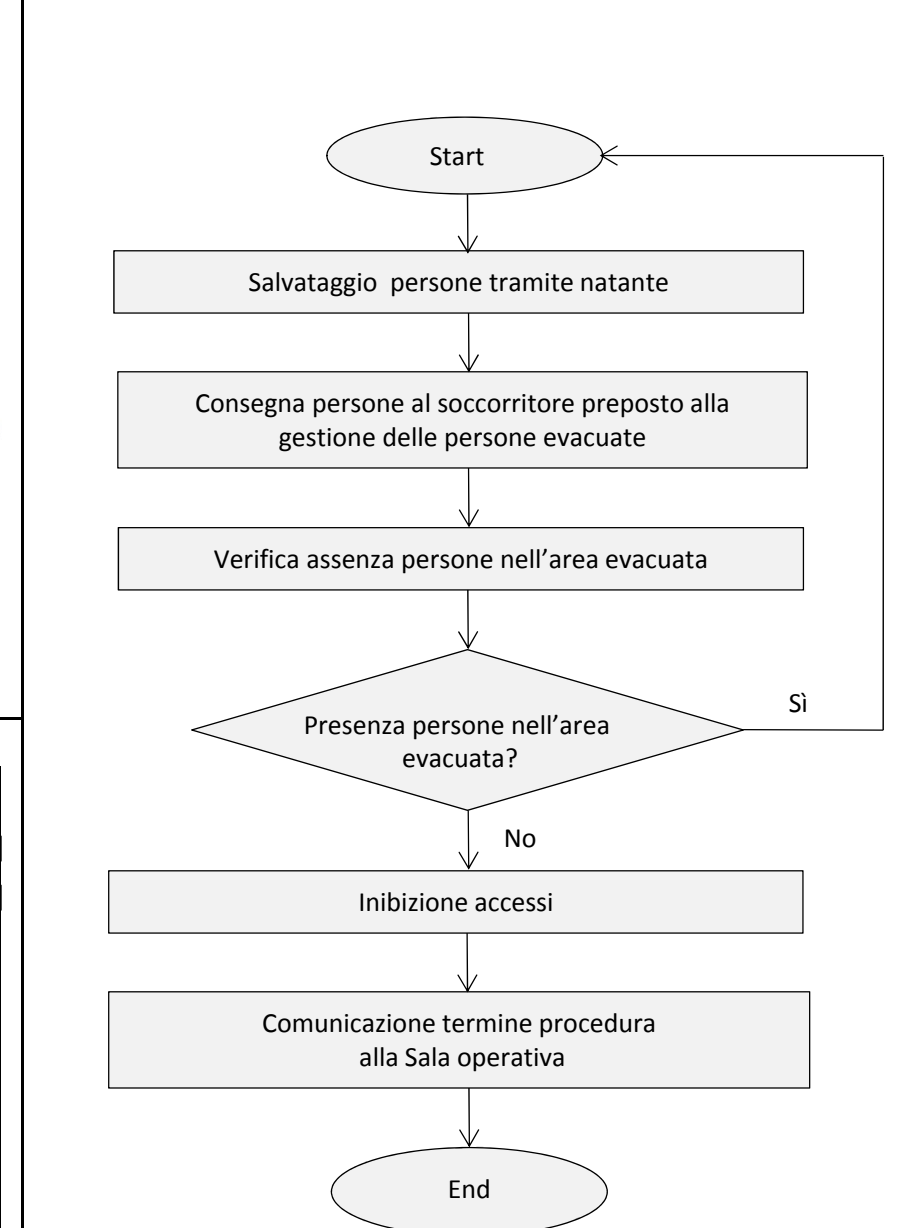 Start
Salvataggio persone tramite natante
Consegna persone al soccorritore preposto alla
gestione delle persone evacuate
Verifica assenza persone nell’area evacuata
Presenza persone nell’area
evacuata?
Sì
No
Inibizione accessi
Comunicazione termine procedura
alla Sala operativa
End